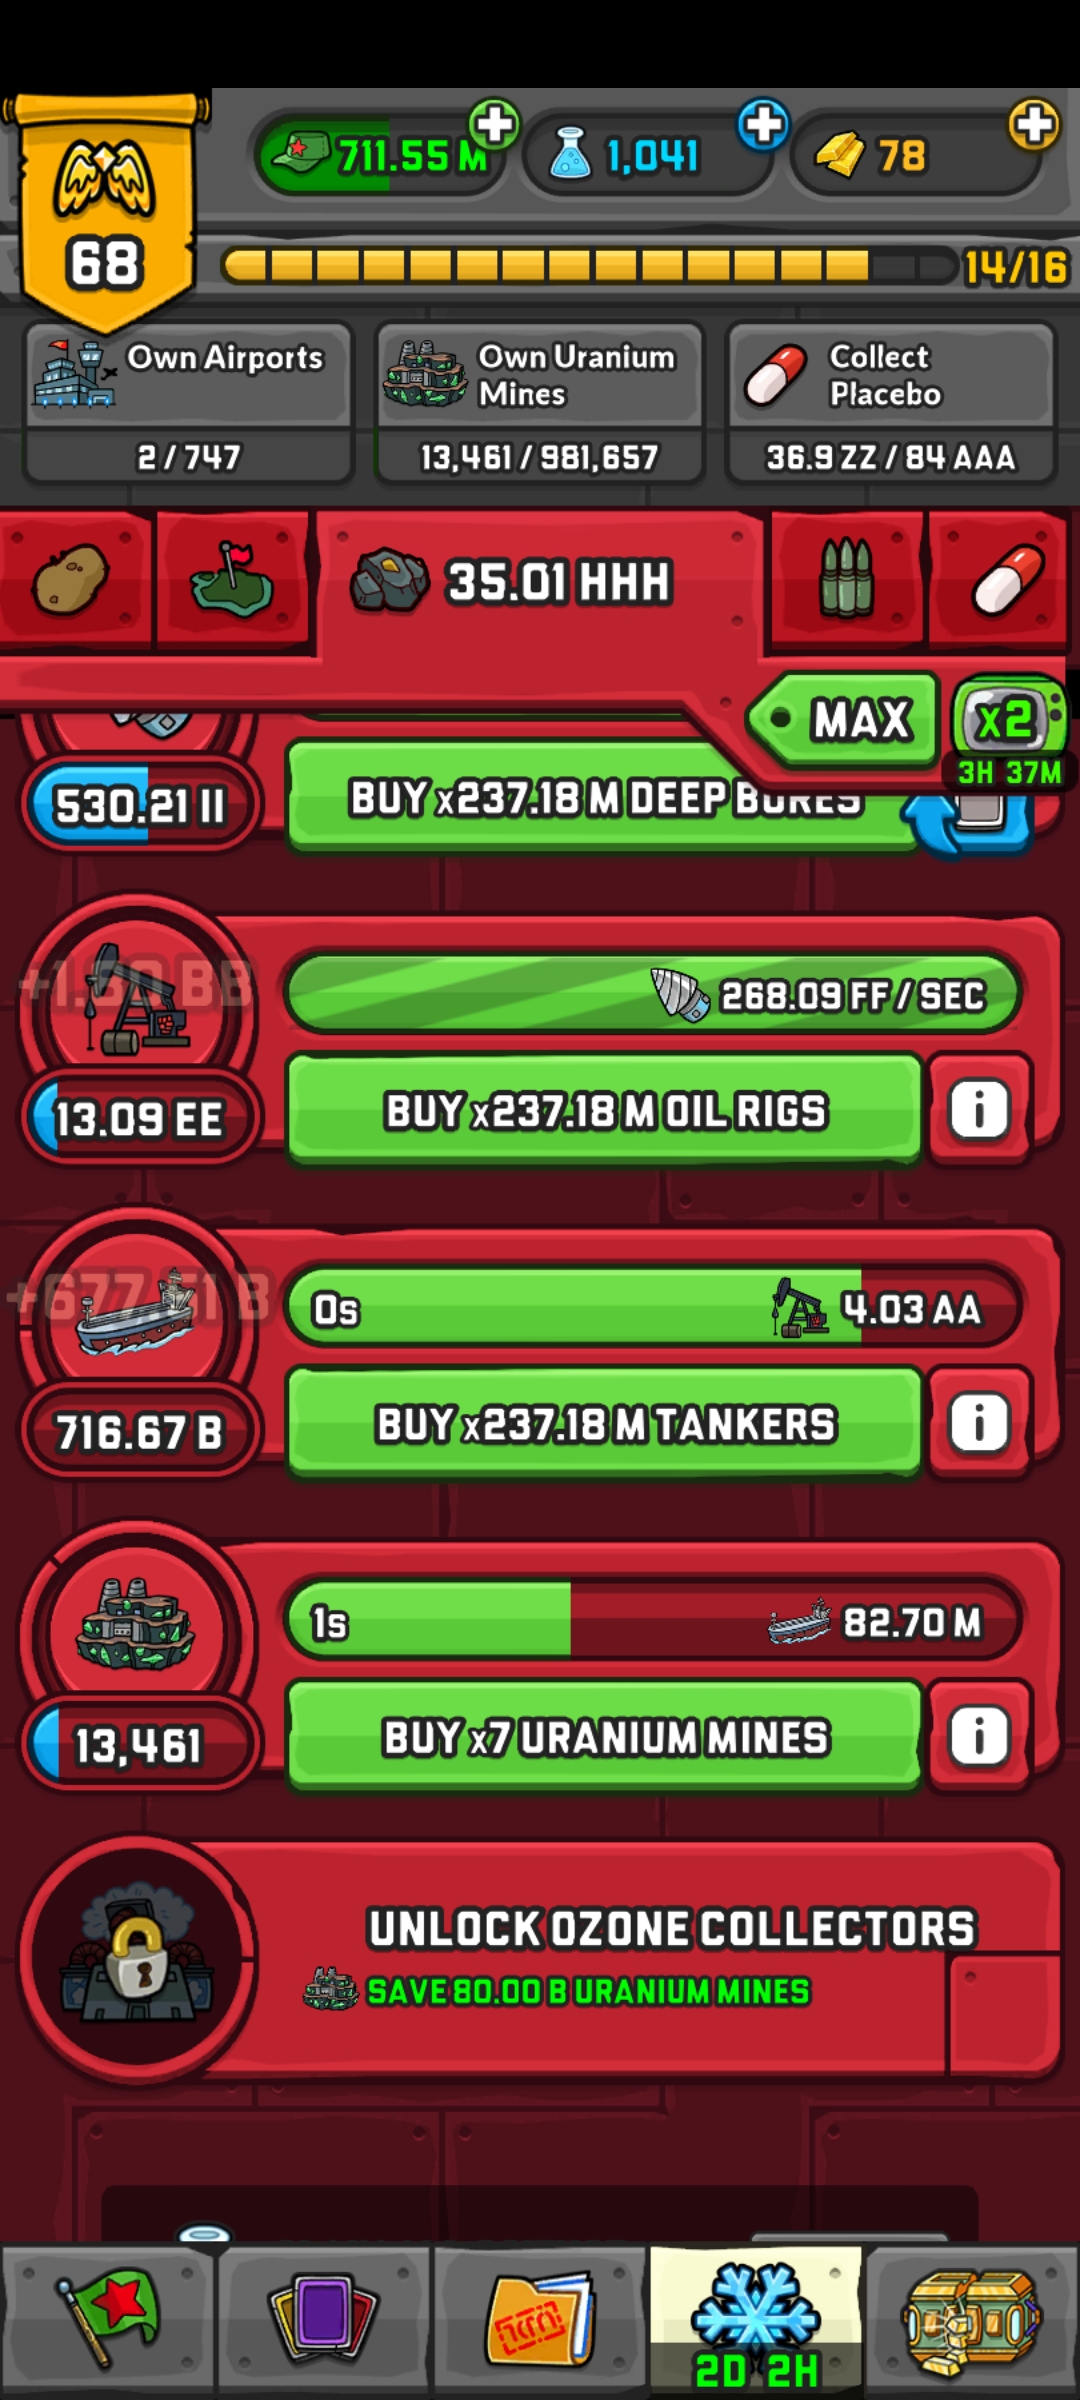 711.55 M
1,041
78
68
14/16
Own Airports
2 / 747
Own Uranium
Mines
13,461 / 981,657
Collect
Placebo
36.9 ZZ / 84 AAA
35.01 HHH
MAX
x2
3H 37M
530.21 II
BUY x237.18 M DEEP BORES
268.09 FF / SEC
13.09 EE
BUY x237.18 M OIL RIGS
i
+677.51 B
0s
4.03 AA
716.67 B
BUY x237.18 M TANKERS
i
1s
82.70 M
13,461
BUY x7 URANIUM MINES
i
UNLOCK OZONE COLLECTORS
SAVE 80.00 B URANIUM MINES
2D 2H